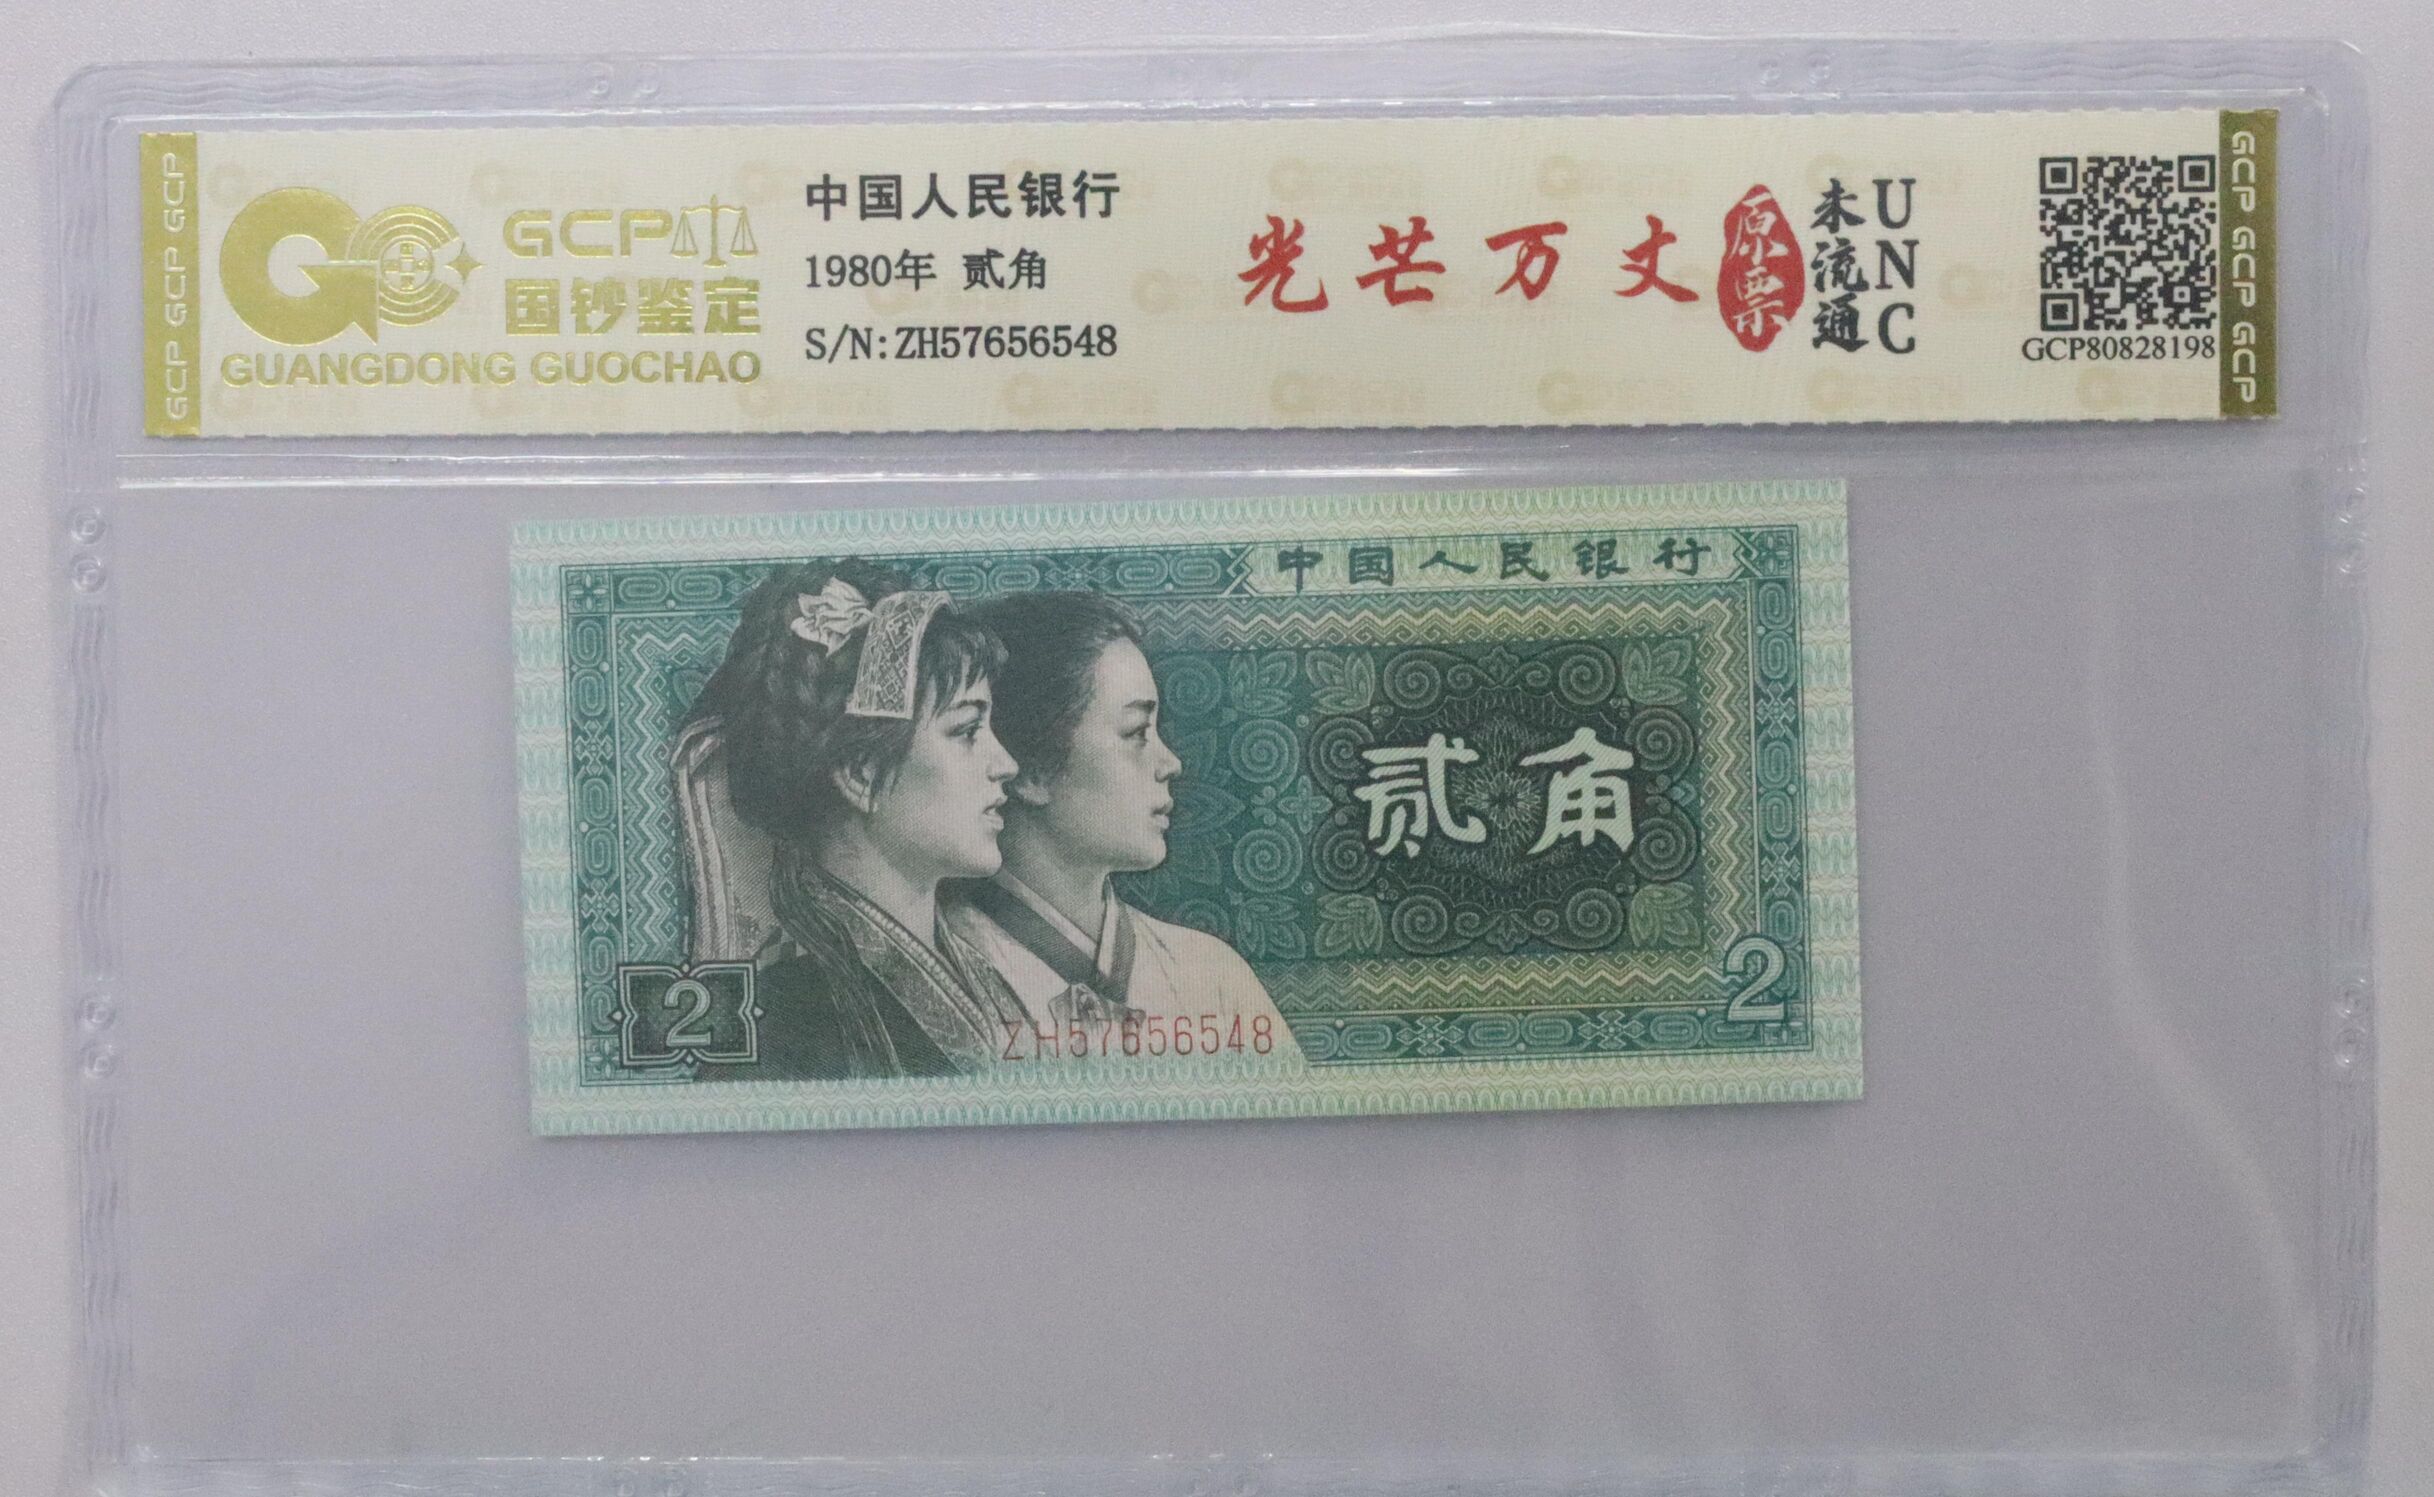 GCP GCP GCP
GCP
国钞鉴定
GUANGDONG GUOCHAO
中国人民银行
1980年 贰角
S/N:ZH57656548
光芒万丈
原票
未流通
UNC
GCP80828198
GCP GCP GCP
中国人民银行
贰角
2
2
ZH57656548